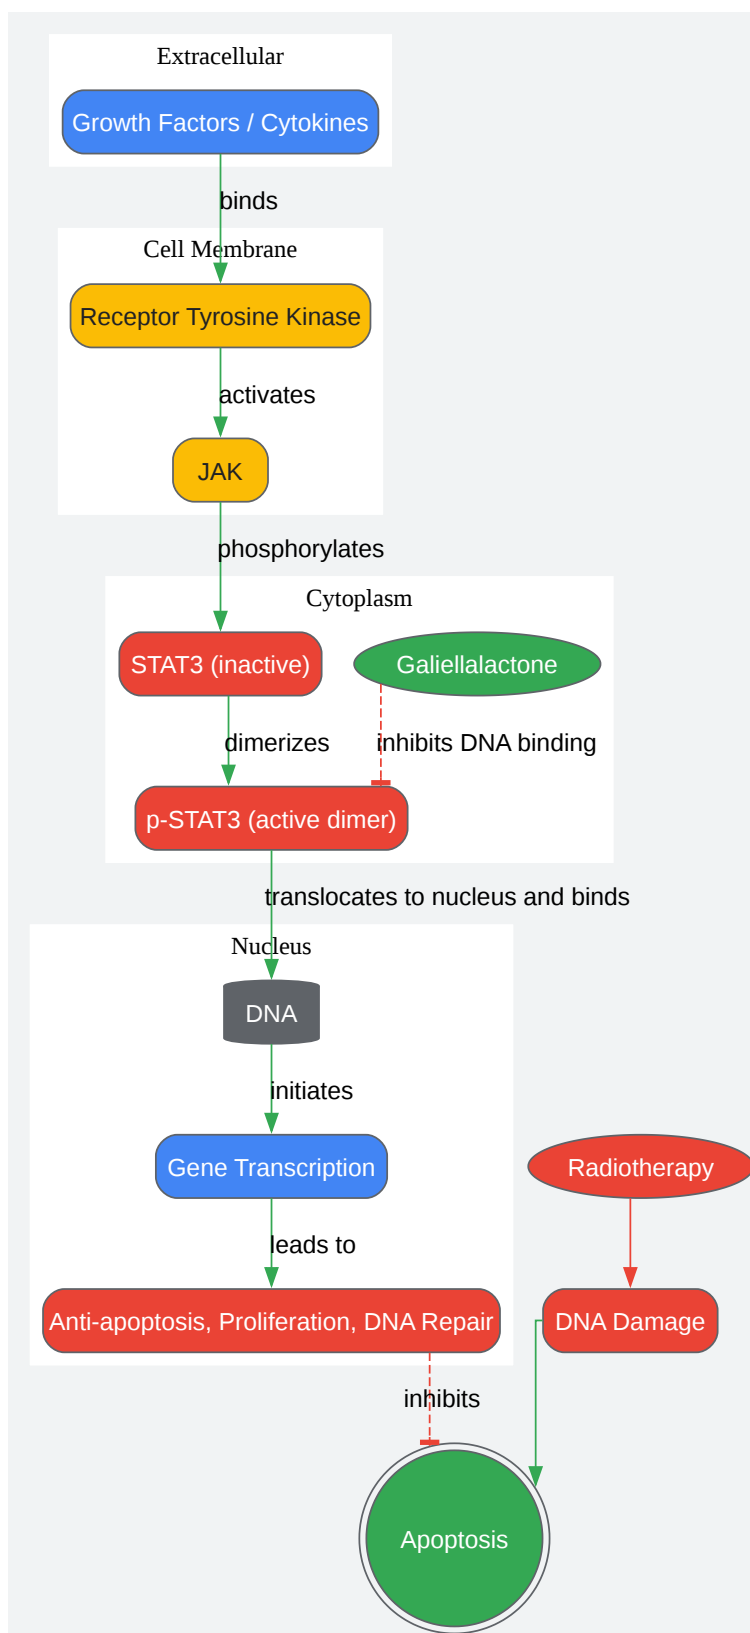 Extracellular
Growth Factors / Cytokines
binds
Cell Membrane
Receptor Tyrosine Kinase
activates
JAK
phosphorylates
Cytoplasm
STAT3 (inactive)
Galiellalactone
dimerizes
inhibits DNA binding
p-STAT3 (active dimer)
translocates to nucleus and binds
Nucleus
DNA
initiates
Gene Transcription
Radiotherapy
leads to
Anti-apoptosis, Proliferation, DNA Repair
DNA Damage
inhibits
Apoptosis